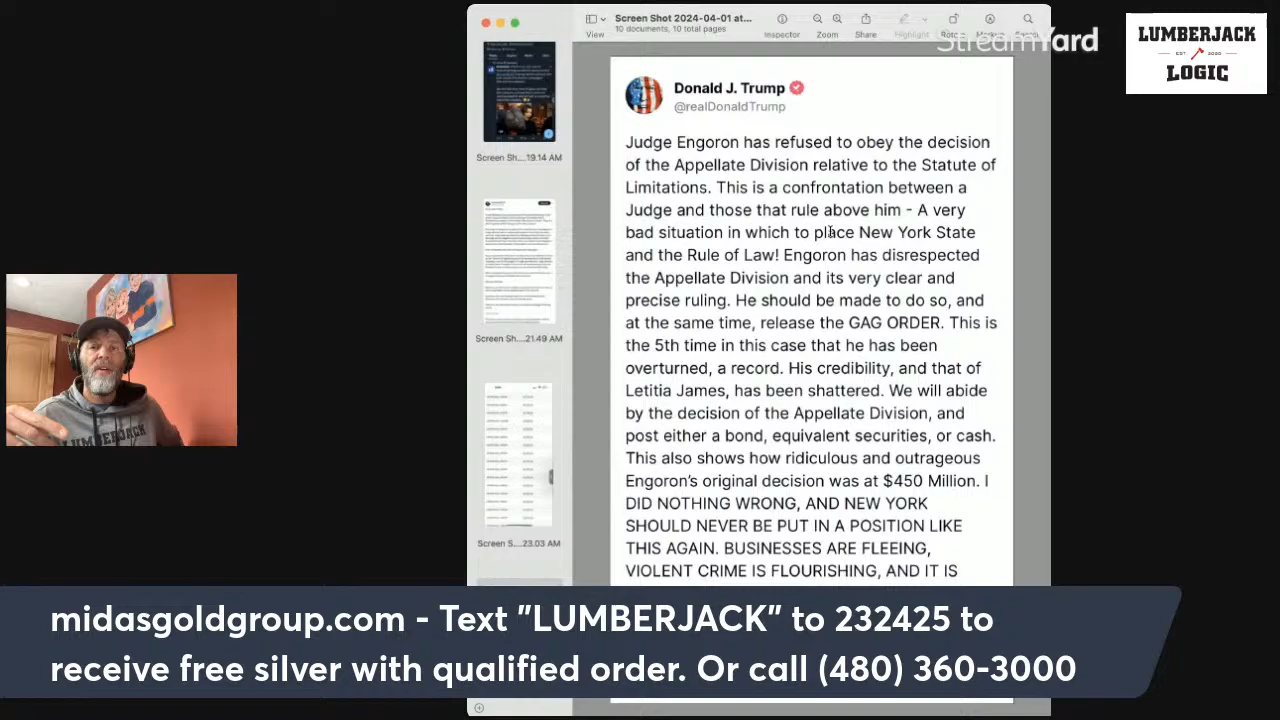 Screen Shot 2024-04-01 at...
10 documents, 10 total pages
View
Inspector
Zoom
Share
Highlight
StreamYard
LUMBERJACK
EST. 2020
LOGIC
Screen Sh....19.14 AM
Screen Sh....21.49 AM
Screen S....23.03 AM
Donald J. Trump
@realDonaldTrump
Judge Engoron has refused to obey the decision
of the Appellate Division relative to the Statute of
Limitations. This is a confrontation between a
Judge and those that rule above him - A very
bad situation in which to place New York State
and the Rule of Law! Engoron has disrespected
the Appellate Division and its very clear and
precise ruling. He should be made to do so, and
at the same time, release the GAG ORDER. This is
the 5th time in this case that he has been
overturned, a record. His credibility, and that of
Letitia James, has been shattered. We will abide
by the decision of the Appellate Division, and
post either a bond, equivalent securities, or cash.
This also shows how ridiculous and outrageous
Engoron's original decision was at $450 Million. I
DID NOTHING WRONG, AND NEW YORK
SHOULD NEVER BE PUT IN A POSITION LIKE
THIS AGAIN. BUSINESSES ARE FLEEING,
VIOLENT CRIME IS FLOURISHING, AND IT IS
LUMBERJACK
midasgoldgroup.com - Text "LUMBERJACK" to 232425 to
receive free silver with qualified order. Or call (480) 360-3000